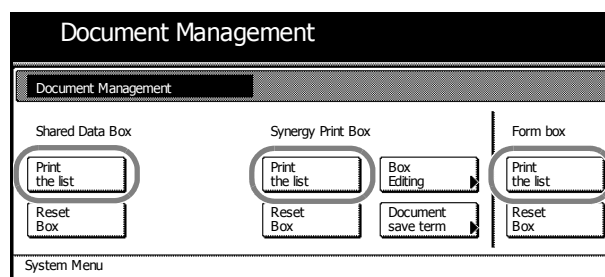 Document Management
Document Management
Shared Data Box
Print
the list
Reset
Box
Synergy Print Box
Print
the list
Box
Editing
Reset
Box
Document
save term
Form box
Print
the list
Reset
Box
System Menu